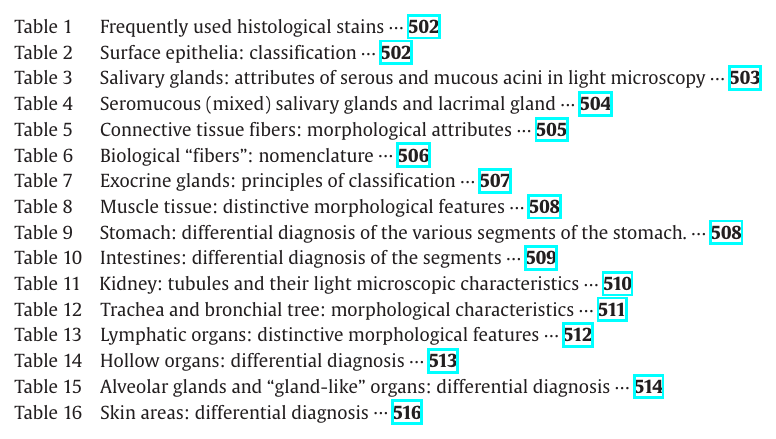 Table 1 Frequently used histological stains ··· 502
Table 2 Surface epithelia: classification ··· 502
Table 3 Salivary glands: attributes of serous and mucous acini in light microscopy ··· 503
Table 4 Seromucous (mixed) salivary glands and lacrimal gland ··· 504
Table 5 Connective tissue fibers: morphological attributes ··· 505
Table 6 Biological “fibers”: nomenclature ··· 506
Table 7 Exocrine glands: principles of classification ··· 507
Table 8 Muscle tissue: distinctive morphological features ··· 508
Table 9 Stomach: differential diagnosis of the various segments of the stomach. ··· 508
Table 10 Intestines: differential diagnosis of the segments ··· 509
Table 11 Kidney: tubules and their light microscopic characteristics ··· 510
Table 12 Trachea and bronchial tree: morphological characteristics ··· 511
Table 13 Lymphatic organs: distinctive morphological features ··· 512
Table 14 Hollow organs: differential diagnosis ··· 513
Table 15 Alveolar glands and “gland-like” organs: differential diagnosis ··· 514
Table 16 Skin areas: differential diagnosis ··· 516